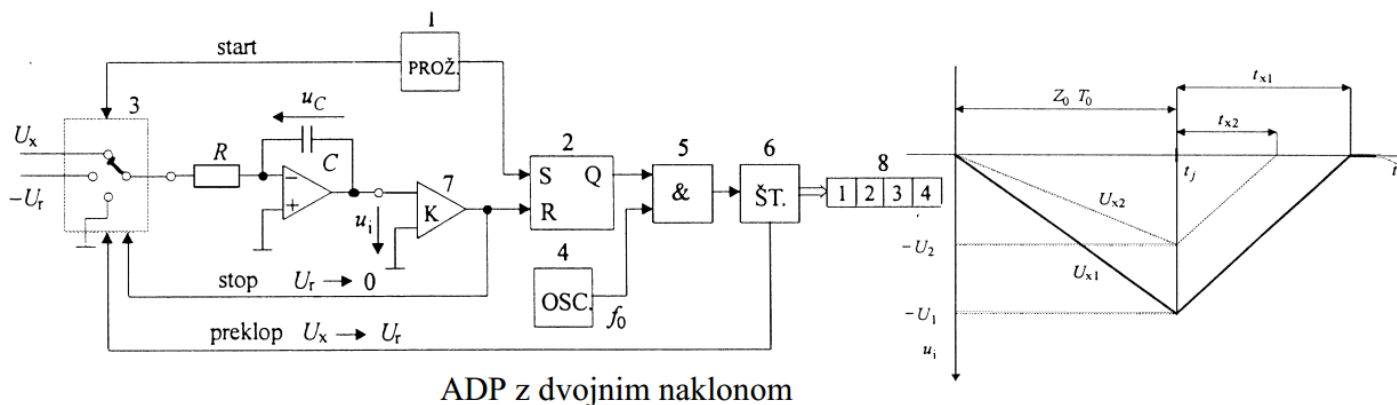 1
start
PROŽ.
3
u_C
U_x
R
C
-U_r
7
K
u_i
2
S Q
R
5
&
6
ŠT.
8
1 2 3 4
4
OSC.
f_0
stop U_r → 0
preklop U_x → U_r
t_x1
Z_0 T_0
t_x2
t_j
t
U_x2
-U_2
U_x1
-U_1
u_i
ADP z dvojnim naklonom